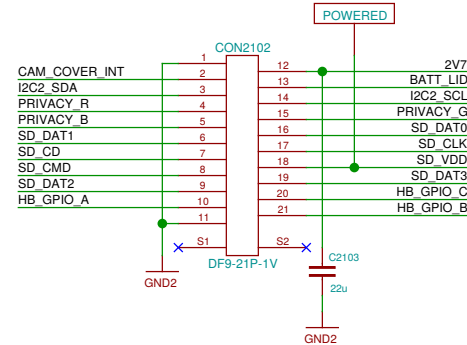 POWERED
CON2102
1
CAM_COVER_INT
2
I2C2_SDA
3
PRIVACY_R
4
PRIVACY_B
5
SD_DAT1
6
SD_CD
7
SD_CMD
8
SD_DAT2
9
HB_GPIO_A
10
11
S1
12
2V7
13
BATT_LID
14
I2C2_SCL
15
PRIVACY_G
16
SD_DAT0
17
SD_CLK
18
SD_VDD
19
SD_DAT3
20
HB_GPIO_C
21
HB_GPIO_B
S2
DF9-21P-1V
GND2
C2103
22u
GND2